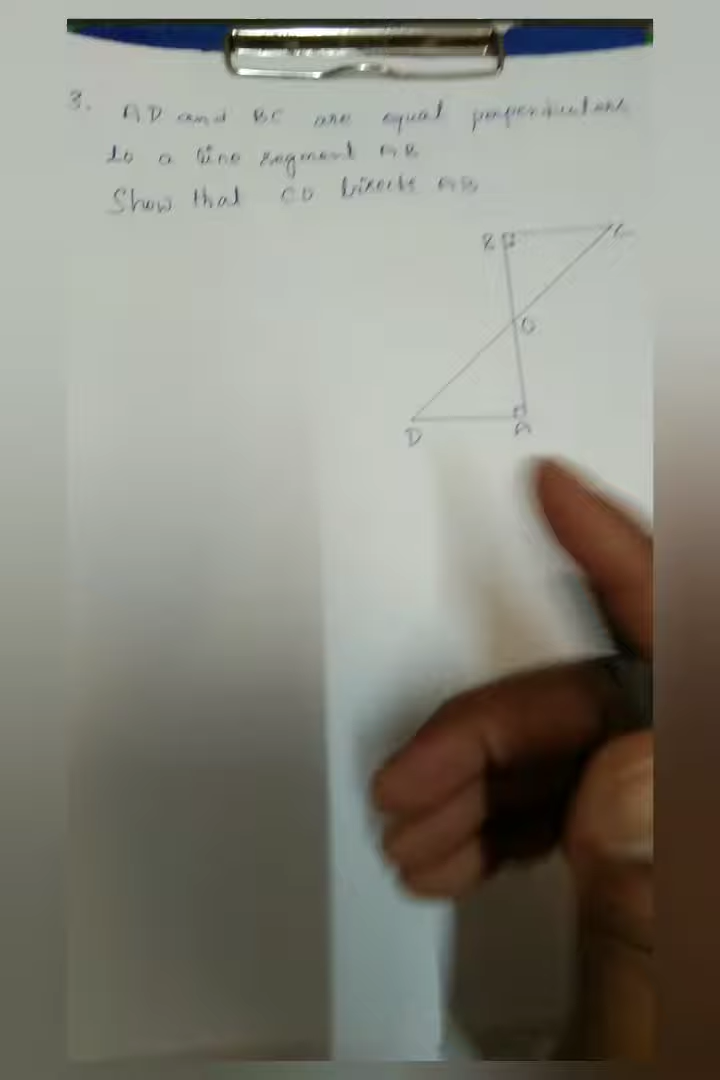 3. AD and BC are equal perpendiculars
to a line segment AB
Show that CD bisects AB
B C
O
D A